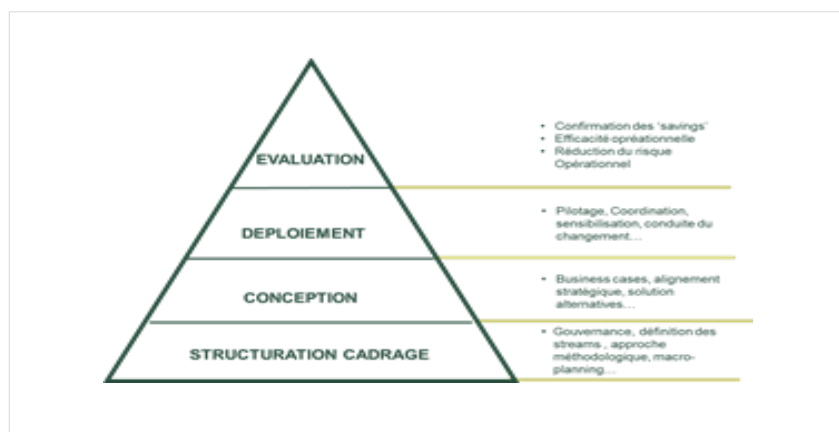 EVALUATION
• Confirmation des 'savings'
• Efficacité opréationnelle
• Réduction du risque
Opérationnel
DEPLOIEMENT
• Pilotage, Coordination,
sensibilisation, conduite du
changement...
CONCEPTION
• Business cases, alignement
stratégique, solution
alternatives...
STRUCTURATION CADRAGE
• Gouvernance, définition des
streams , approche
méthodologique, macro-
planning...